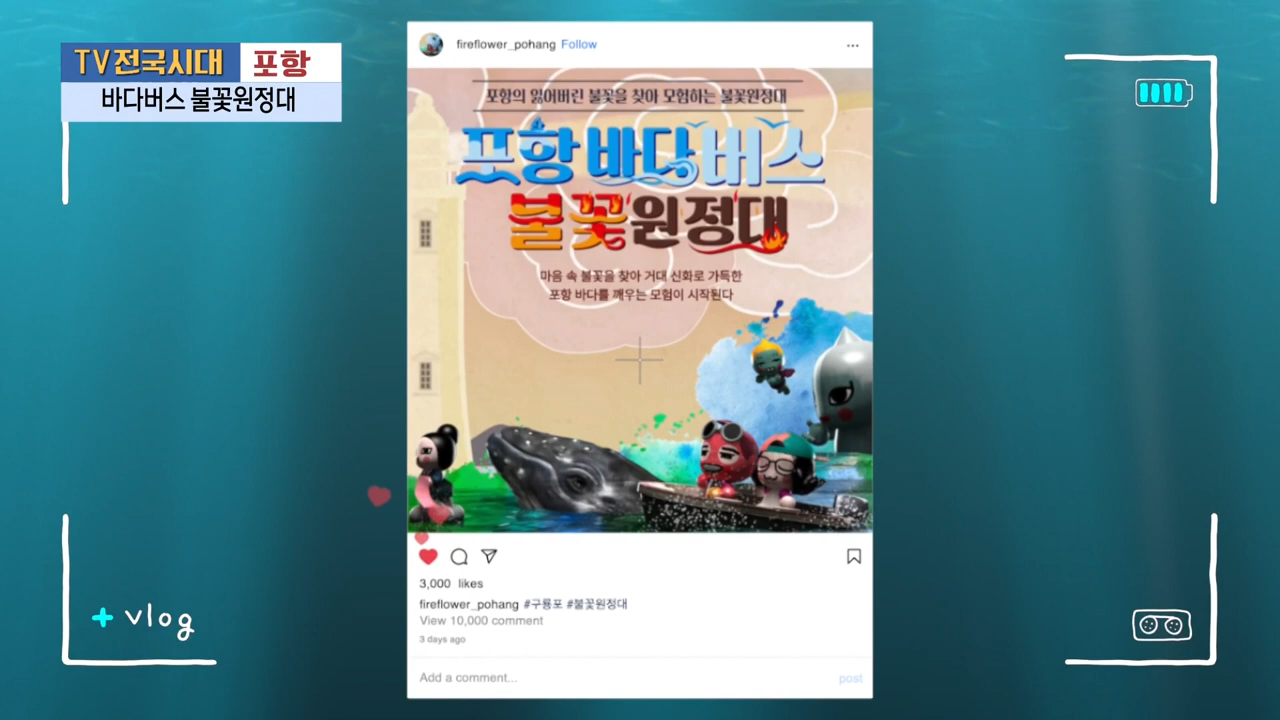 TV전국시대 포항
바다버스 불꽃원정대
fireflower_pohang Follow
포항의 잃어버린 불꽃을 찾아 모험하는 불꽃원정대
포항 바다버스
불꽃원정대
마음 속 불꽃을 찾아 거대 신화로 가득한
포항 바다를 깨우는 모험이 시작된다
3,000 likes
fireflower_pohang #구룡포 #불꽃원정대
View 10,000 comment
3 days ago
Add a comment... post
+ vlog